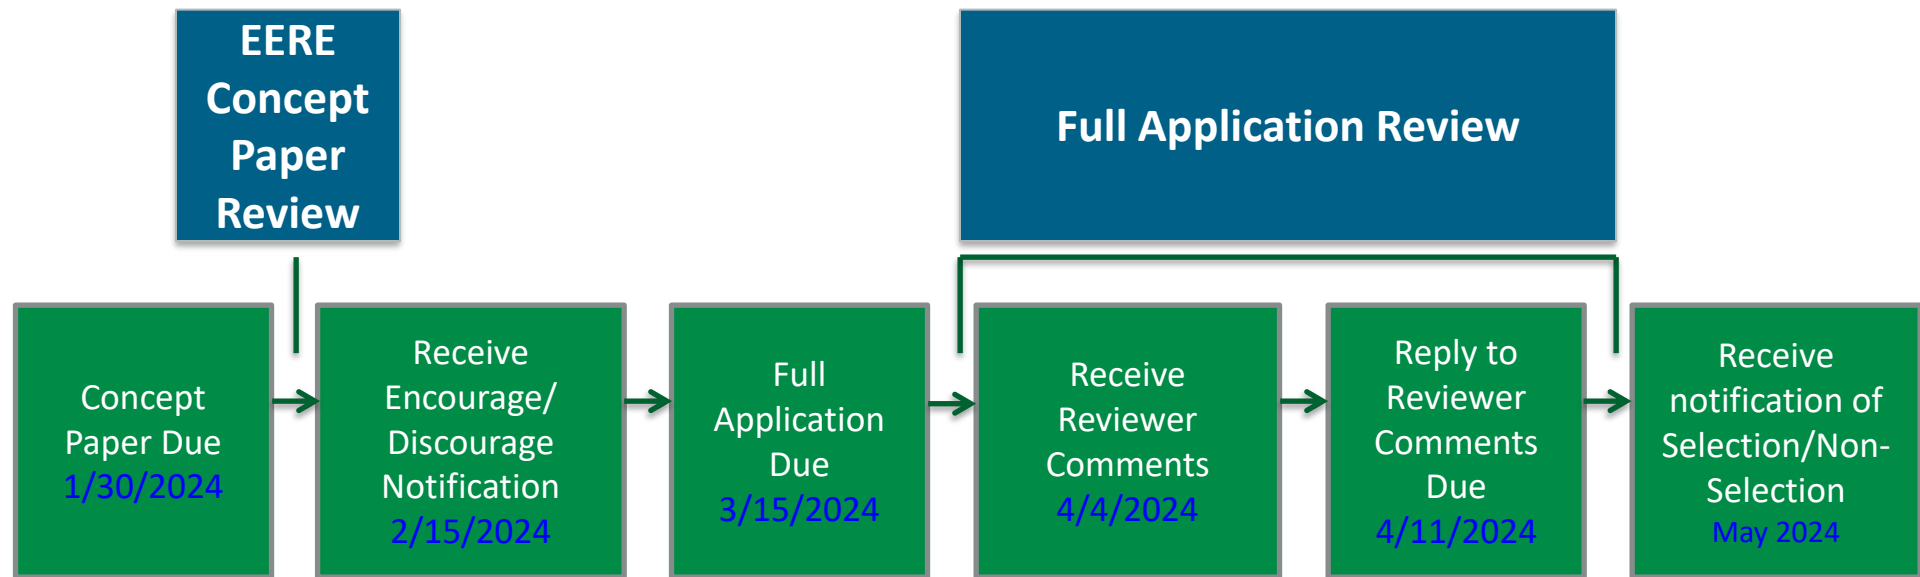 EERE
Concept
Paper
Review
Full Application Review
Concept
Paper Due
1/30/2024
Receive
Encourage/
Discourage
Notification
2/15/2024
Full
Application
Due
3/15/2024
Receive
Reviewer
Comments
4/4/2024
Reply to
Reviewer
Comments
Due
4/11/2024
Receive
notification of
Selection/Non-
Selection
May 2024